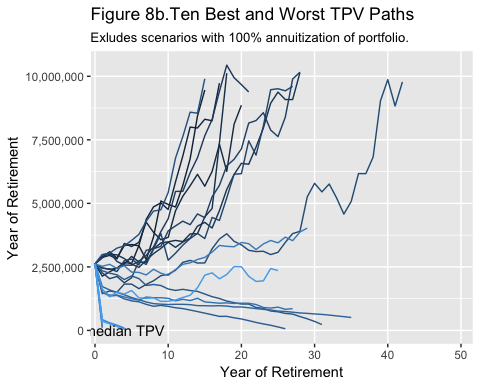 Figure 8b.Ten Best and Worst TPV Paths
Exludes scenarios with 100% annuitization of portfolio.
Year of Retirement
10,000,000
7,500,000
5,000,000
2,500,000
0
nedian TPV
0 10 20 30 40 50
Year of Retirement